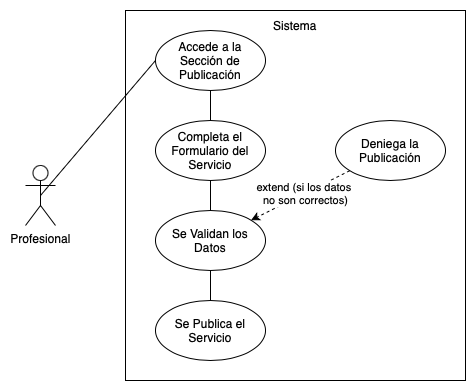 Sistema
Accede a la
Sección de
Publicación
Completa el
Formulario del
Servicio
Deniega la
Publicación
extend (si los datos
no son correctos)
Profesional
Se Validan los
Datos
Se Publica el
Servicio